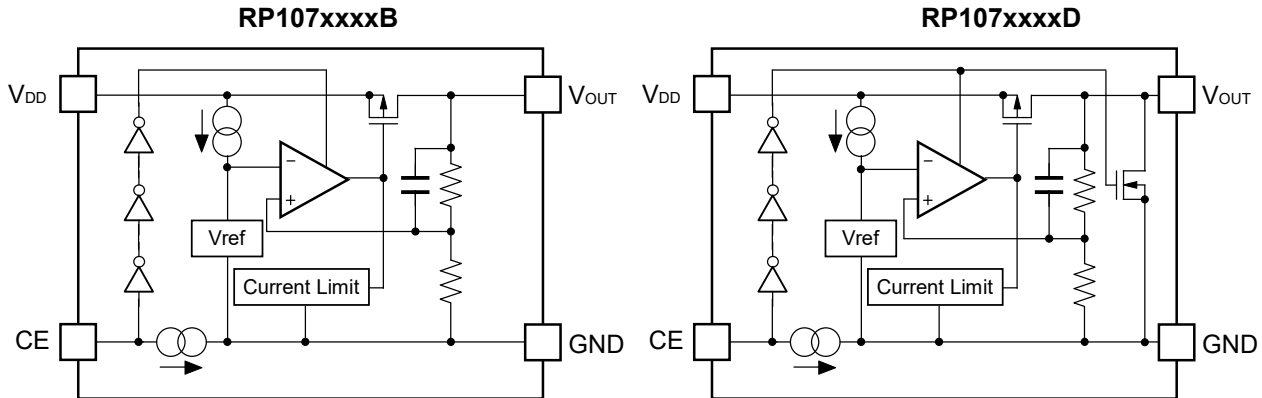 RP107xxxxB
VDD
VOUT
−
+
Vref
Current Limit
CE
GND
RP107xxxxD
VDD
VOUT
−
+
Vref
Current Limit
CE
GND